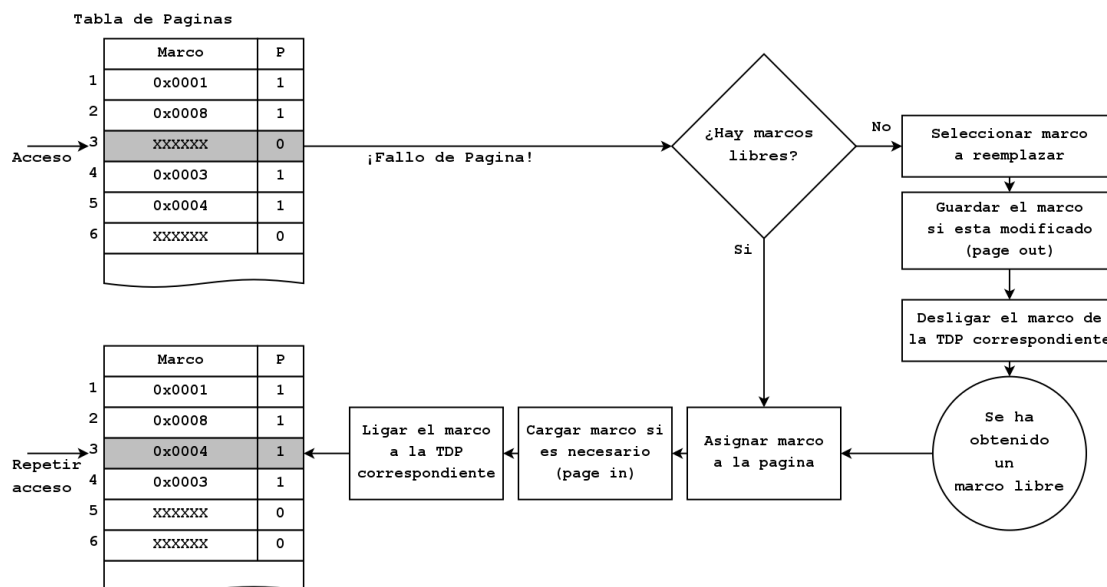 Tabla de Paginas
Marco P
1 0x0001 1
2 0x0008 1
3 XXXXXX 0
4 0x0003 1
5 0x0004 1
6 XXXXXX 0
Acceso
¡Fallo de Pagina!
¿Hay marcos
libres?
No
Si
Seleccionar marco
a reemplazar
Guardar el marco
si esta modificado
(page out)
Desligar el marco de
la TDP correspondiente
Se ha
obtenido
un
marco libre
Asignar marco
a la pagina
Cargar marco si
es necesario
(page in)
Ligar el marco
a la TDP
correspondiente
Marco P
1 0x0001 1
2 0x0008 1
3 0x0004 1
4 0x0003 1
5 XXXXXX 0
6 XXXXXX 0
Repetir
acceso